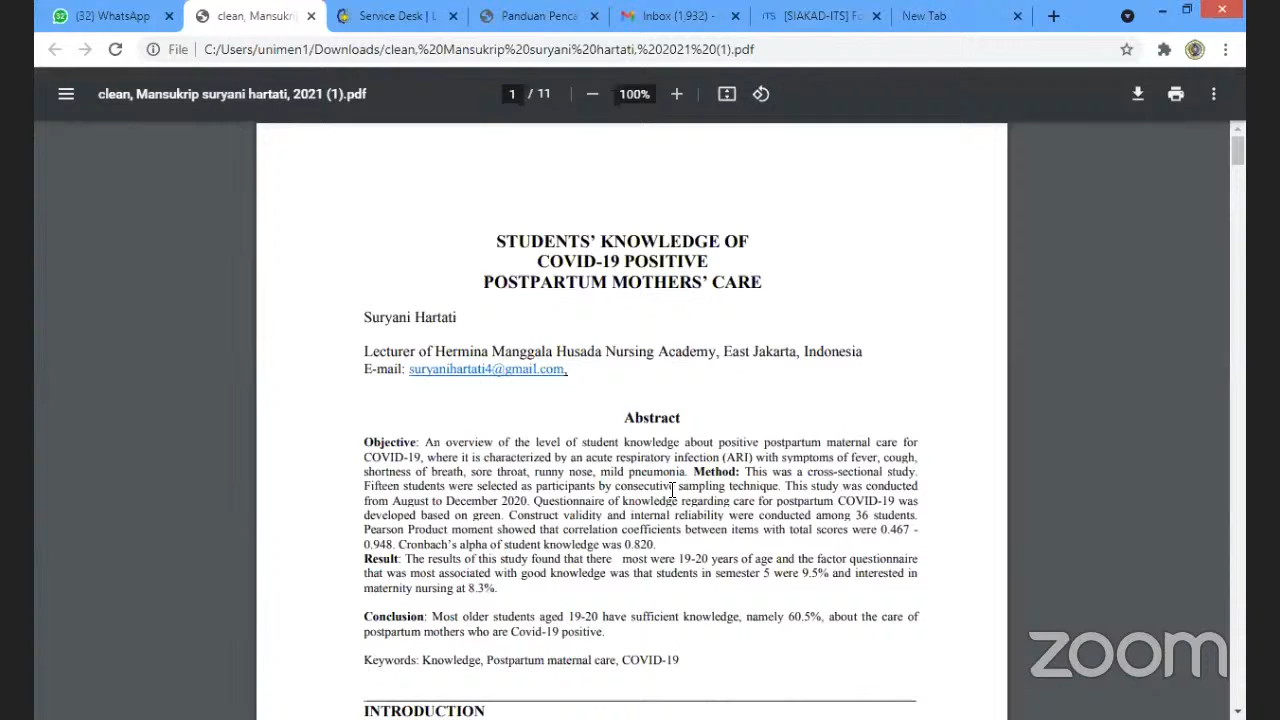 (32) WhatsApp
clean, Mansukri
Service Desk | L
Panduan Penca
Inbox (1.932) -
ITS [SIAKAD-ITS] Fo
New Tab
File C:/Users/unimen1/Downloads/clean,%20Mansukrip%20suryani%20hartati,%202021%20(1).pdf
clean, Mansukrip suryani hartati, 2021 (1).pdf
1 / 11
100%
STUDENTS’ KNOWLEDGE OF
COVID-19 POSITIVE
POSTPARTUM MOTHERS’ CARE
Suryani Hartati
Lecturer of Hermina Manggala Husada Nursing Academy, East Jakarta, Indonesia
E-mail: suryanihartati4@gmail.com,
Abstract
Objective: An overview of the level of student knowledge about positive postpartum maternal care for
COVID-19, where it is characterized by an acute respiratory infection (ARI) with symptoms of fever, cough,
shortness of breath, sore throat, runny nose, mild pneumonia. Method: This was a cross-sectional study.
Fifteen students were selected as participants by consecutive sampling technique. This study was conducted
from August to December 2020. Questionnaire of knowledge regarding care for postpartum COVID-19 was
developed based on green. Construct validity and internal reliability were conducted among 36 students.
Pearson Product moment showed that correlation coefficients between items with total scores were 0.467 -
0,948. Cronbach’s alpha of student knowledge was 0.820.
Result: The results of this study found that there most were 19-20 years of age and the factor questionnaire
that was most associated with good knowledge was that students in semester 5 were 9.5% and interested in
maternity nursing at 8.3%.
Conclusion: Most older students aged 19-20 have sufficient knowledge, namely 60.5%, about the care of
postpartum mothers who are Covid-19 positive.
Keywords: Knowledge, Postpartum maternal care, COVID-19
INTRODUCTION
zoom